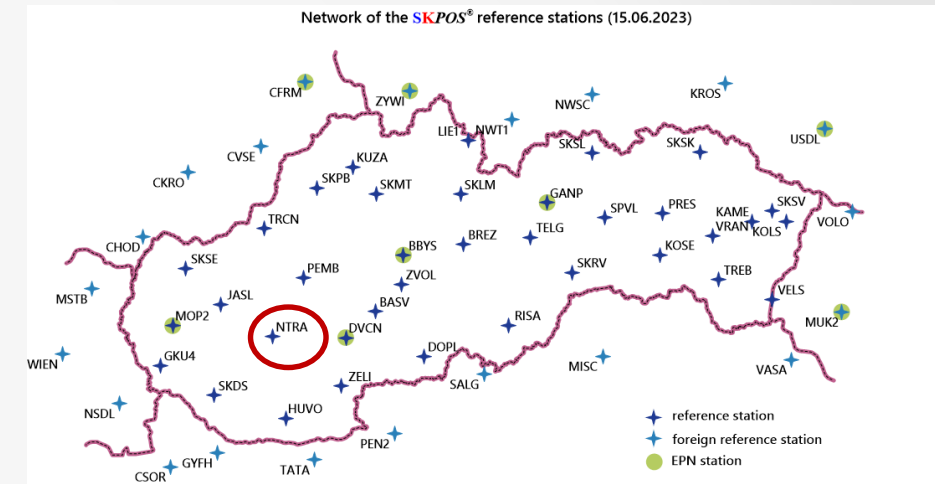 Network of the SKPOS® reference stations (15.06.2023)
CFRM
ZYWI
NWSC
KROS
LIE1
NWT1
USDL
CVSE
SKSL
SKSK
KUZA
CKRO
SKPB
SKMT
SKLM
GANP
TRCN
SPVL
PRES
KAME
SKSV
VOLO
CHOD
BREZ
TELG
VRAN
KOLS
SKSE
BBYS
KOSE
PEMB
ZVOL
SKRV
TREB
MSTB
JASL
BASV
VELS
MOP2
NTRA
DVCN
RISA
MUK2
WIEN
GKU4
DOPL
MISC
VASA
SKDS
ZELI
SALG
NSDL
HUVO
PEN2
CSOR
GYFH
TATA
reference station
foreign reference station
EPN station